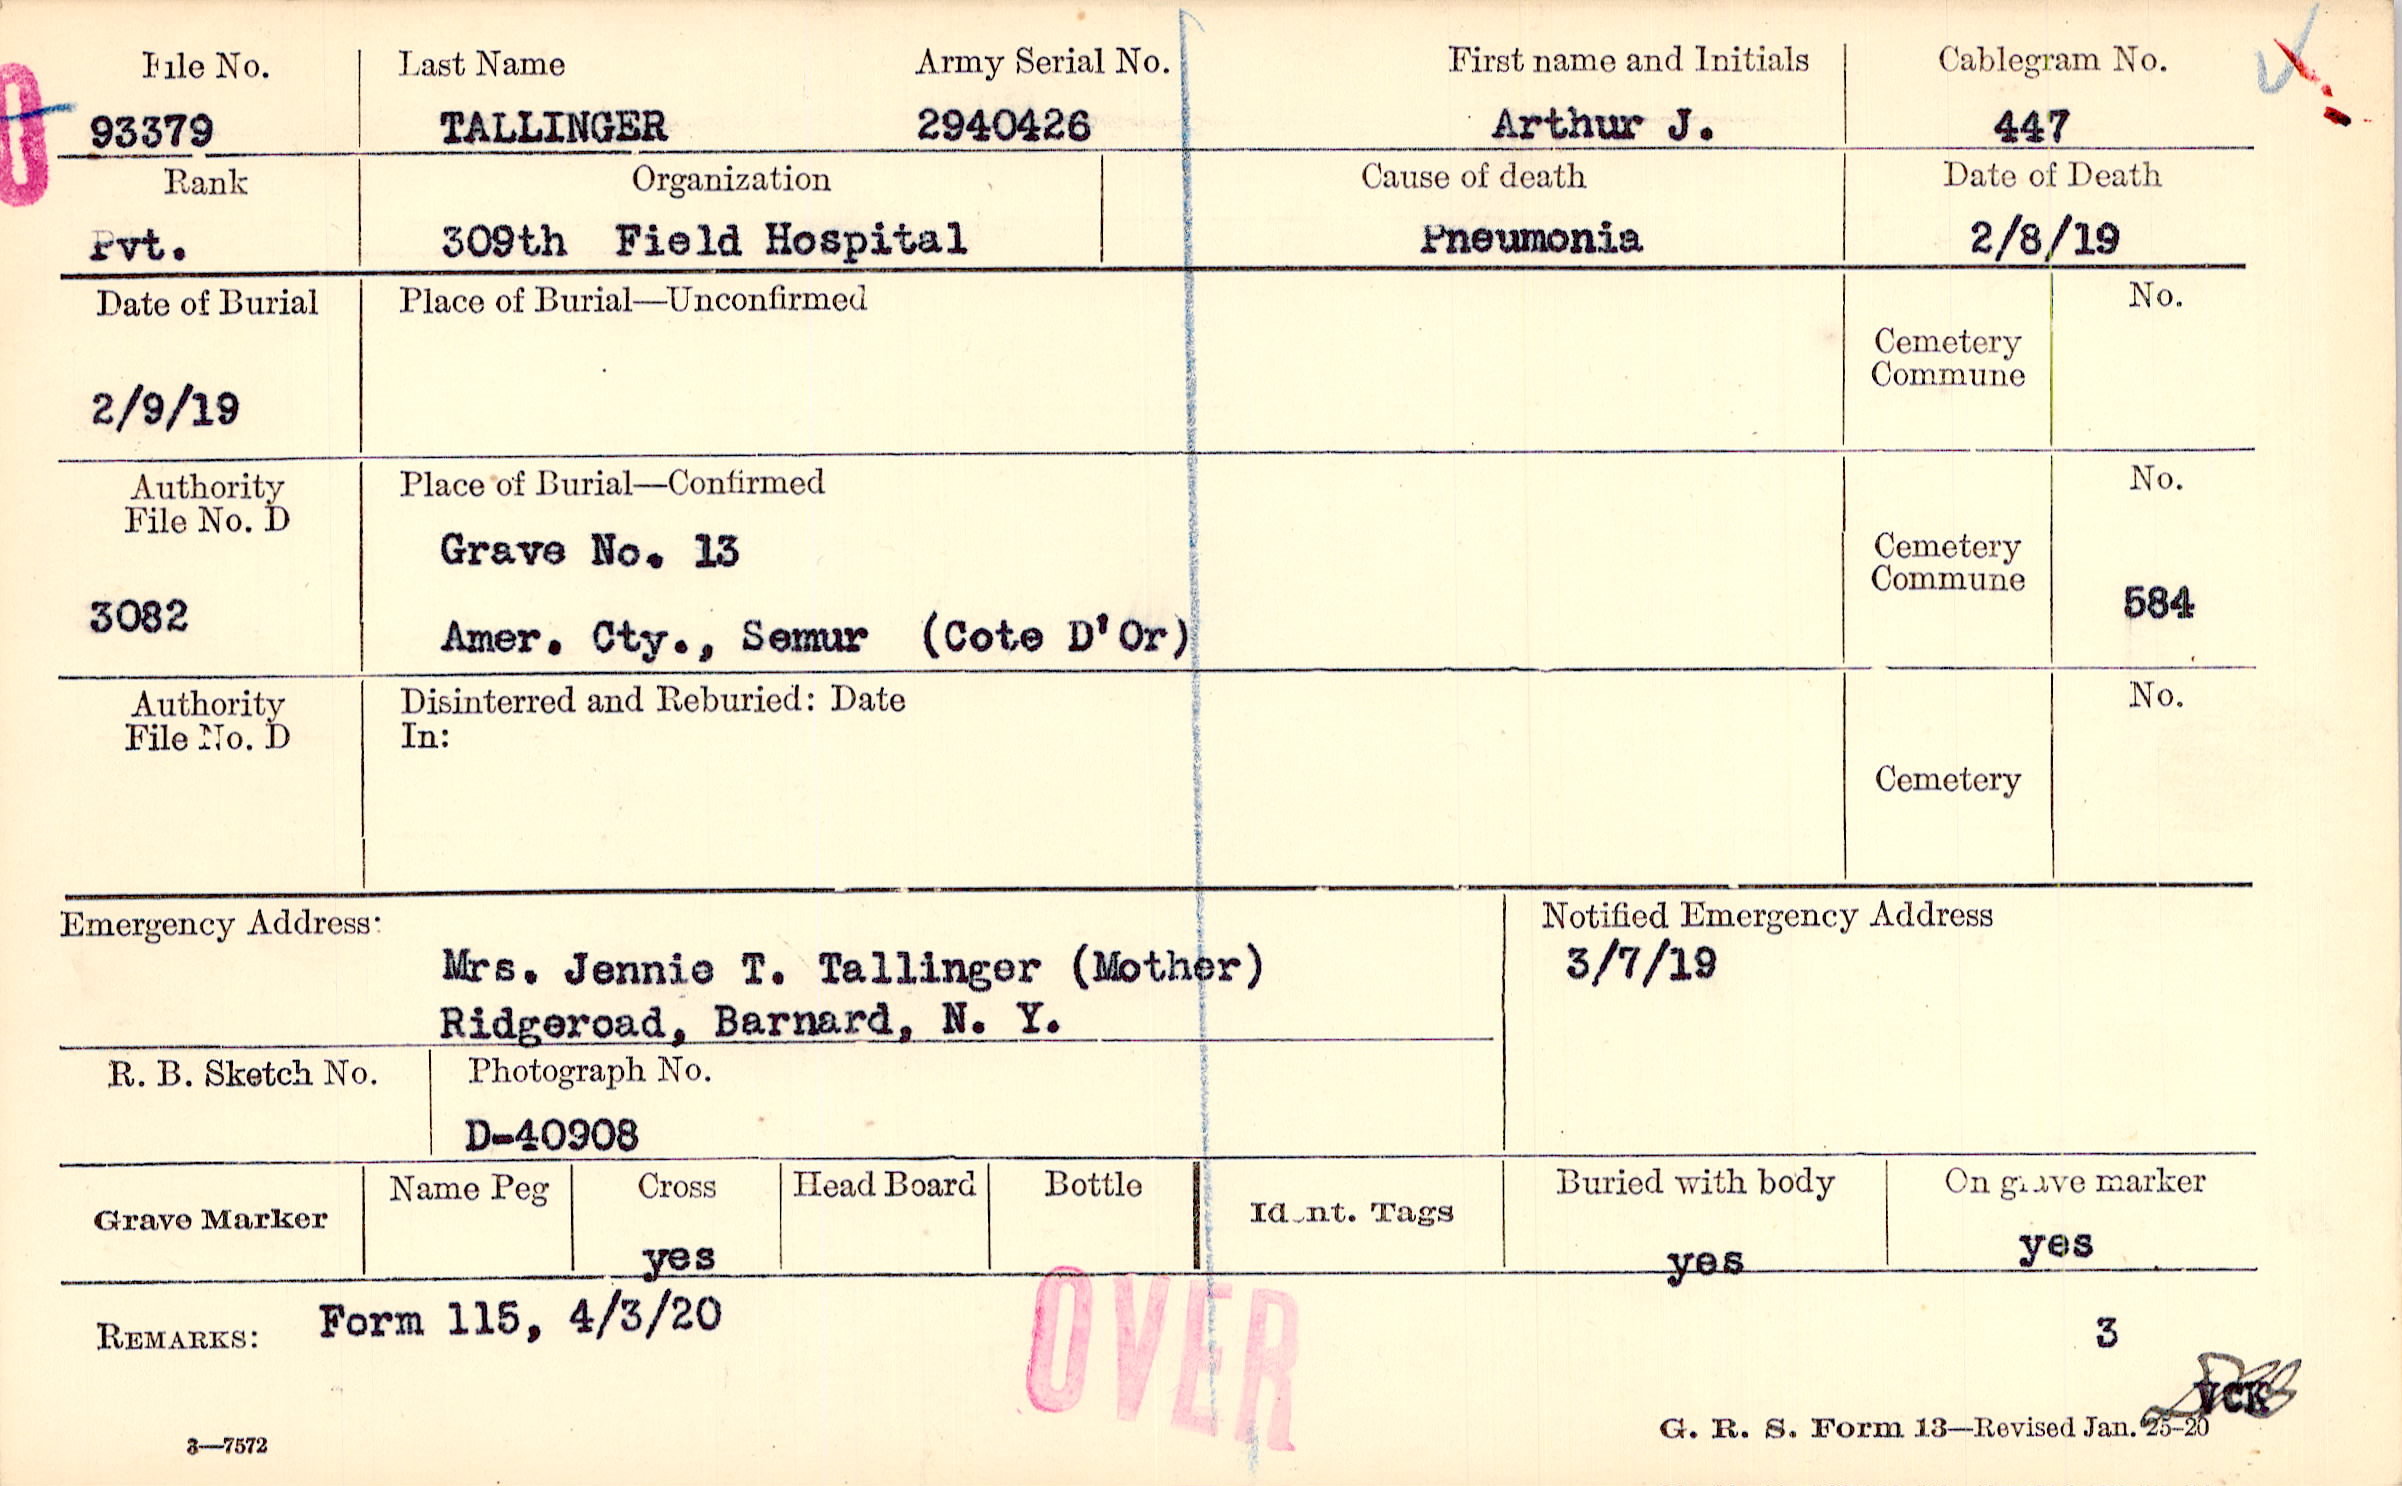 File No. Last Name Army Serial No. First name and Initials Cablegram No.
93379 TALLINGER 2940426 Arthur J. 447
Rank Organization Cause of death Date of Death
Pvt. 309th Field Hospital Pneumonia 2/8/19
Date of Burial Place of Burial—Unconfirmed No.
Cemetery
Commune
2/9/19
Authority Place of Burial—Confirmed No.
File No. D
Grave No. 13 Cemetery
Commune
3082 584
Amer. Cty., Semur (Cote D'Or)
Authority Disinterred and Reburied: Date No.
File No. D In:
Cemetery
Emergency Address: Notified Emergency Address
Mrs. Jennie T. Tallinger (Mother) 3/7/19
Ridgeroad, Barnard, N. Y.
R. B. Sketch No. Photograph No.
D-40908
Name Peg Cross Head Board Bottle Buried with body On grave marker
Grave Marker Ident. Tags
yes yes yes
REMARKS: Form 115, 4/3/20 3
OVER
VCK
G. R. S. Form 13—Revised Jan. 25-20
3—7572